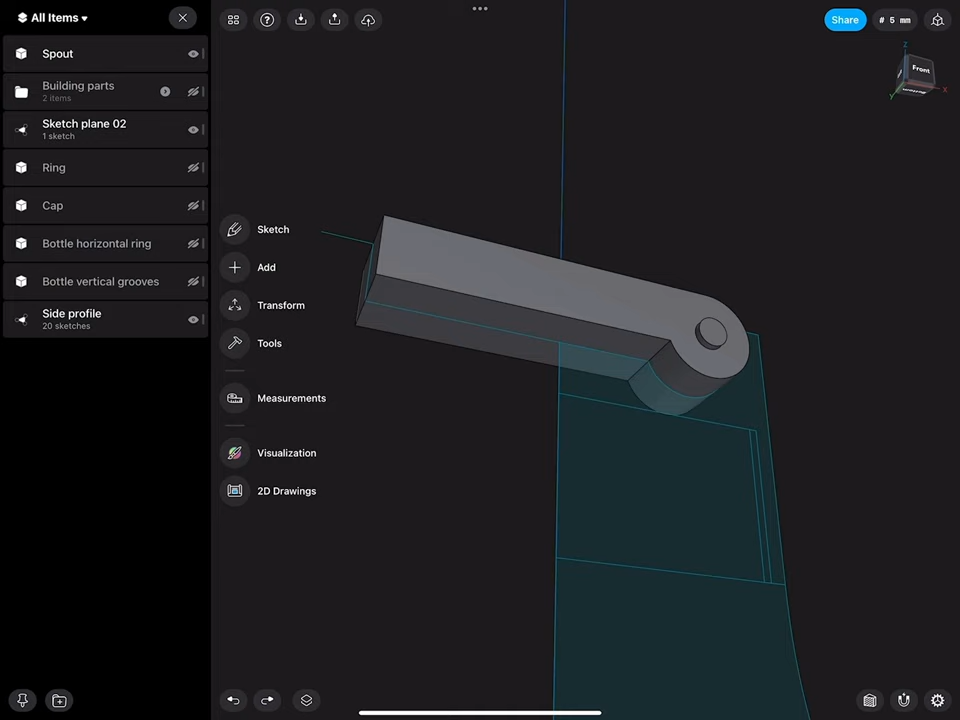 All Items
Share
# 5 mm
Spout
Building parts
2 items
Sketch plane 02
1 sketch
Ring
Cap
Bottle horizontal ring
Bottle vertical grooves
Side profile
20 sketches
Sketch
Add
Transform
Tools
Measurements
Visualization
2D Drawings
Z
Front
X
Y